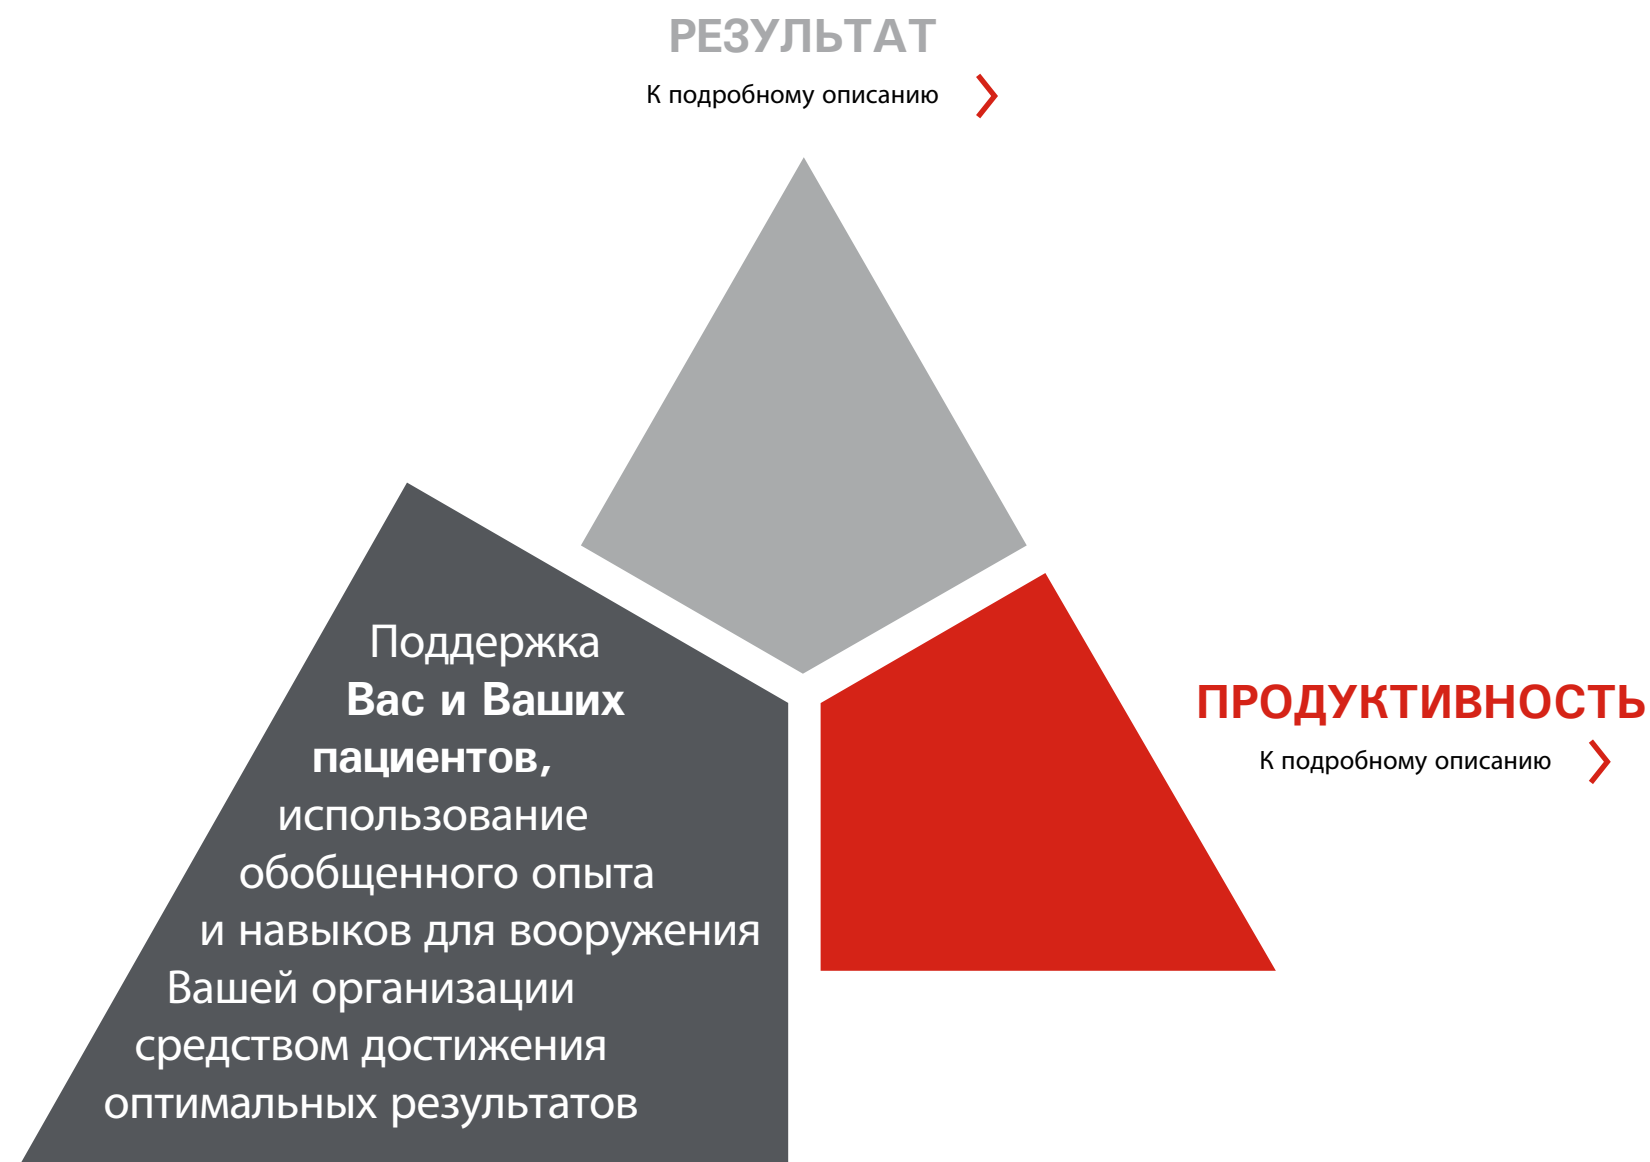 РЕЗУЛЬТАТ
К подробному описанию
Поддержка
Вас и Ваших
пациентов,
использование
обобщенного опыта
и навыков для вооружения
Вашей организации
средством достижения
оптимальных результатов
ПРОДУКТИВНОСТЬ
К подробному описанию